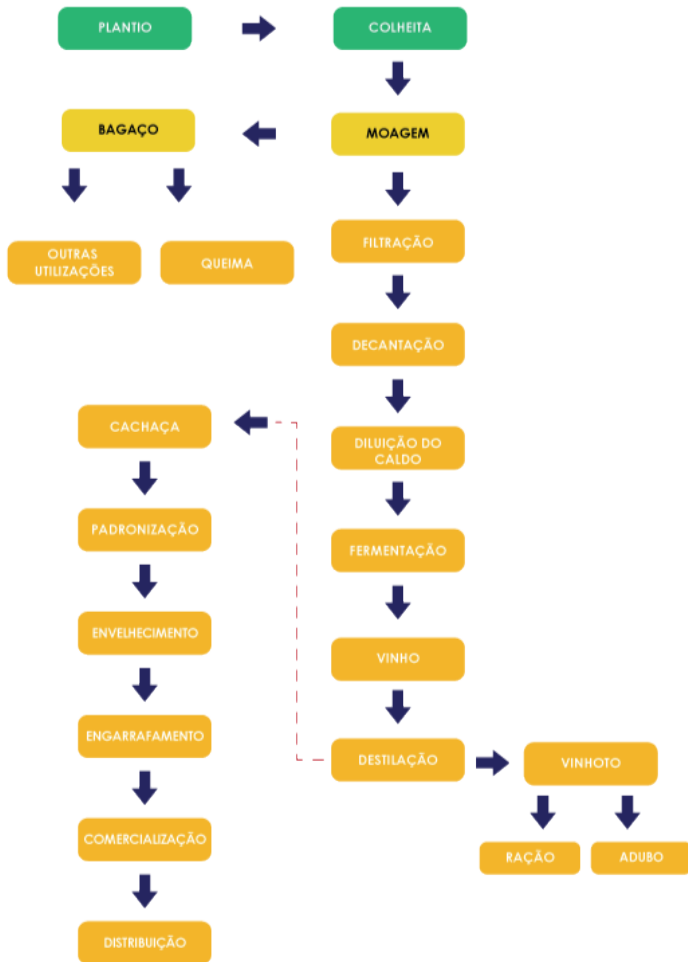 PLANTIO
COLHEITA
BAGAÇO
MOAGEM
OUTRAS
UTILIZAÇÕES
QUEIMA
FILTRAÇÃO
DECANTAÇÃO
CACHAÇA
DILUIÇÃO DO
CALDO
PADRONIZAÇÃO
FERMENTAÇÃO
ENVELHECIMENTO
VINHO
ENGARRAFAMENTO
DESTILAÇÃO
VINHOTO
COMERCIALIZAÇÃO
RAÇÃO
ADUBO
DISTRIBUIÇÃO